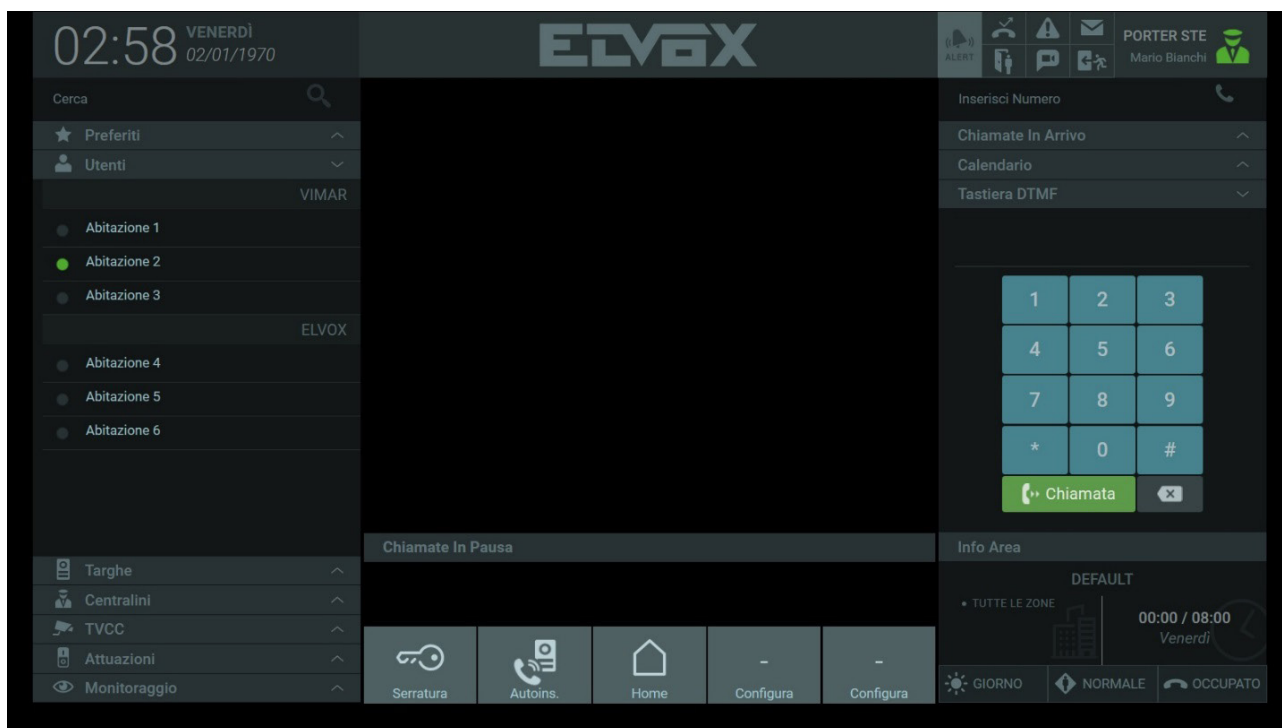 02:58
VENERDÌ
02/01/1970
ELVOX
ALERT
PORTER STE
Mario Bianchi
Cerca
Preferiti
Utenti
VIMAR
Abitazione 1
Abitazione 2
Abitazione 3
ELVOX
Abitazione 4
Abitazione 5
Abitazione 6
Targhe
Centralini
TVCC
Attuazioni
Monitoraggio
Chiamate In Pausa
Serratura
Autoins.
Home
-
Configura
-
Configura
Inserisci Numero
Chiamate In Arrivo
Calendario
Tastiera DTMF
1 2 3
4 5 6
7 8 9
* 0 #
Chiamata
Info Area
DEFAULT
• TUTTE LE ZONE
00:00 / 08:00
Venerdì
GIORNO
NORMALE
OCCUPATO